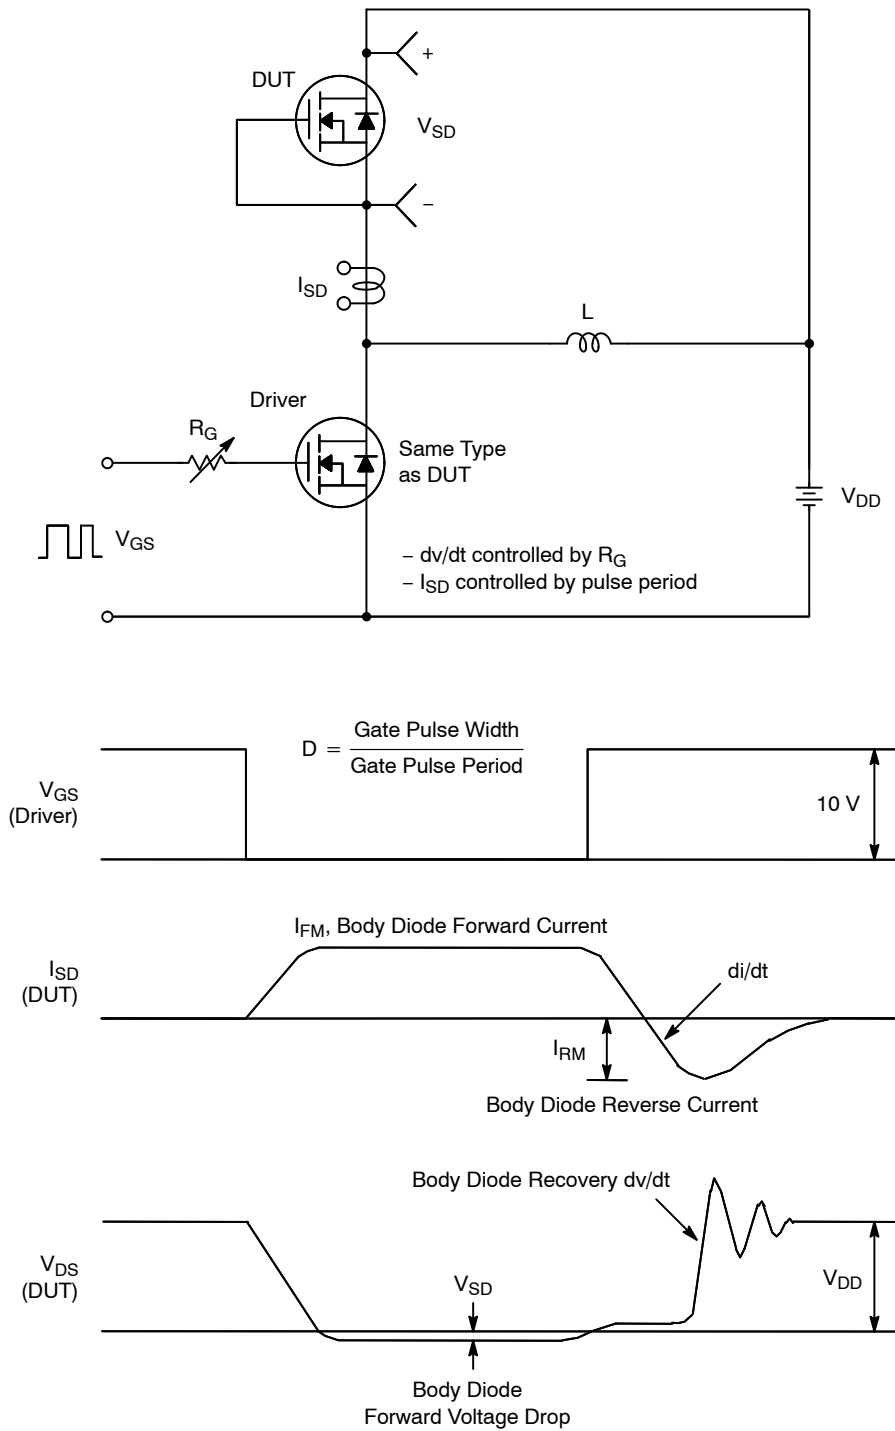 +
DUT
V_SD
−
I_SD
L
Driver
R_G
Same Type
as DUT
V_DD
V_GS
− dv/dt controlled by R_G
− I_SD controlled by pulse period
D = Gate Pulse Width
Gate Pulse Period
V_GS
(Driver)
10 V
I_FM, Body Diode Forward Current
I_SD
(DUT)
di/dt
I_RM
Body Diode Reverse Current
Body Diode Recovery dv/dt
V_DS
(DUT)
V_SD
V_DD
Body Diode
Forward Voltage Drop